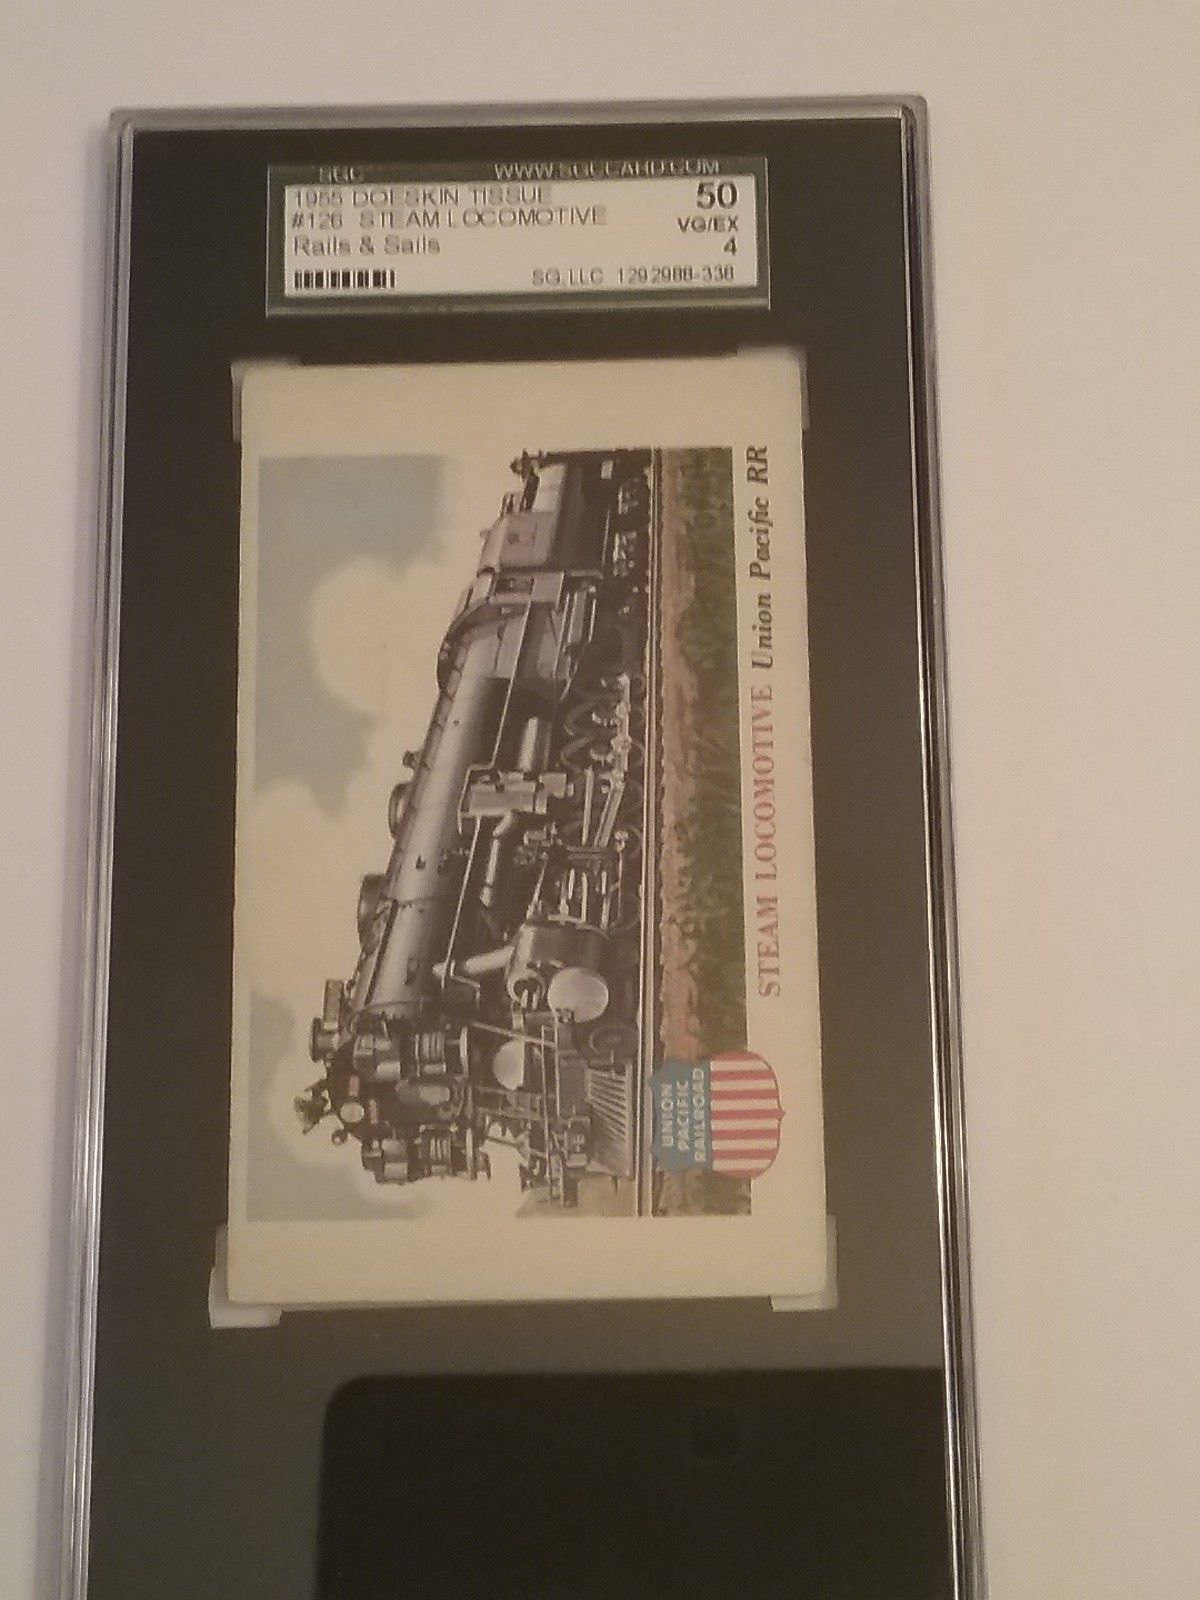 SGC WWW.SGCCARD.COM
1955 DOESKIN TISSUE 50
#126 STEAM LOCOMOTIVE VG/EX
Rails & Sails 4
SG, LLC 1292988-338
STEAM LOCOMOTIVE Union Pacific RR
UNION
PACIFIC
RAILROAD